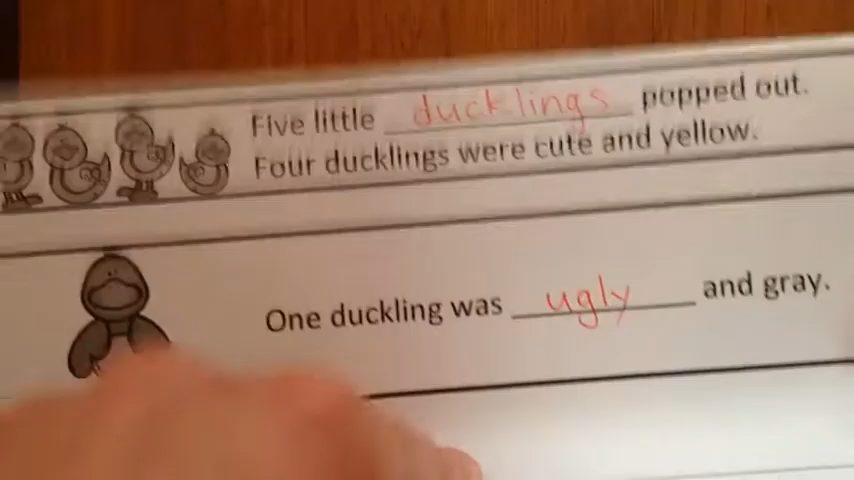 Five little ducklings popped out.
Four ducklings were cute and yellow.
One duckling was ugly and gray.